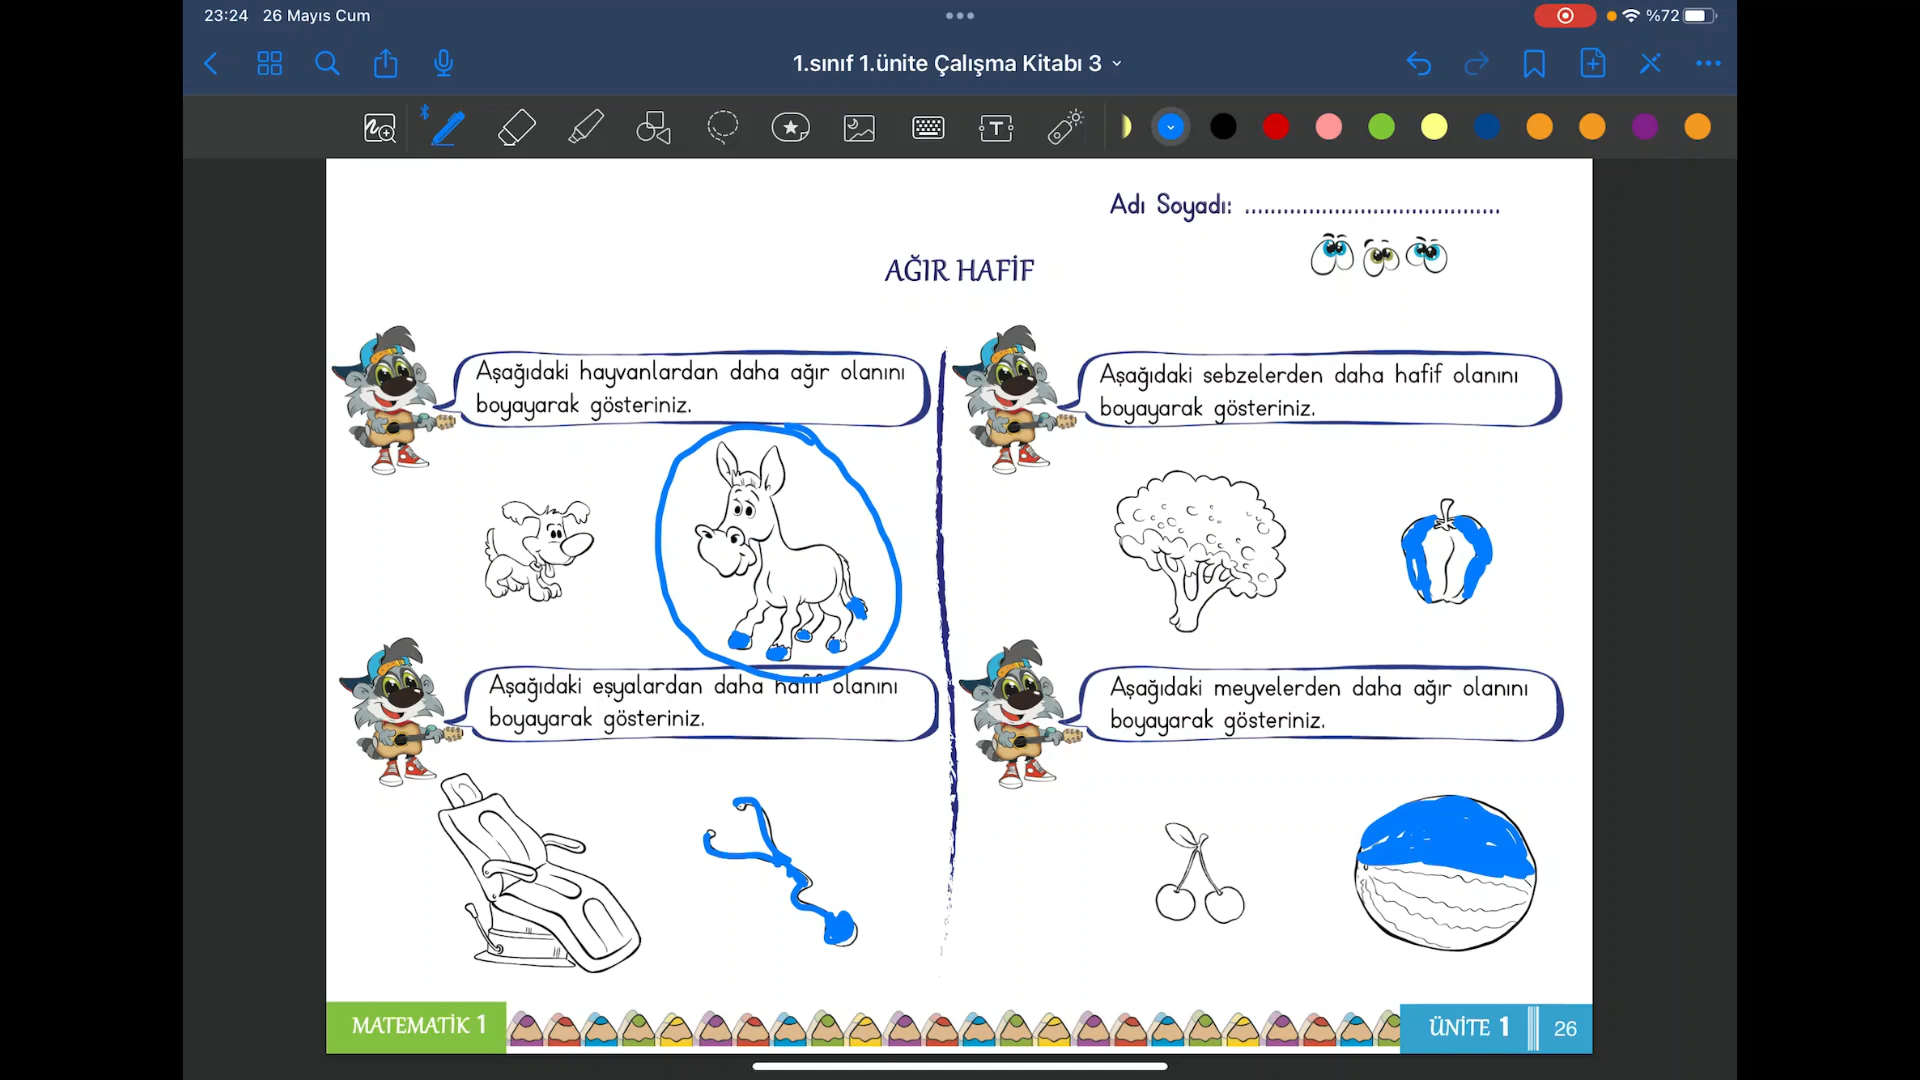 23:24 26 Mayıs Cum
%72
1.sınıf 1.ünite Çalışma Kitabı 3
T
Adı Soyadı: ........................................
AĞIR HAFİF
Aşağıdaki hayvanlardan daha ağır olanını
boyayarak gösteriniz.
Aşağıdaki sebzelerden daha hafif olanını
boyayarak gösteriniz.
Aşağıdaki eşyalardan daha hafif olanını
boyayarak gösteriniz.
Aşağıdaki meyvelerden daha ağır olanını
boyayarak gösteriniz.
MATEMATİK 1
ÜNİTE 1
26